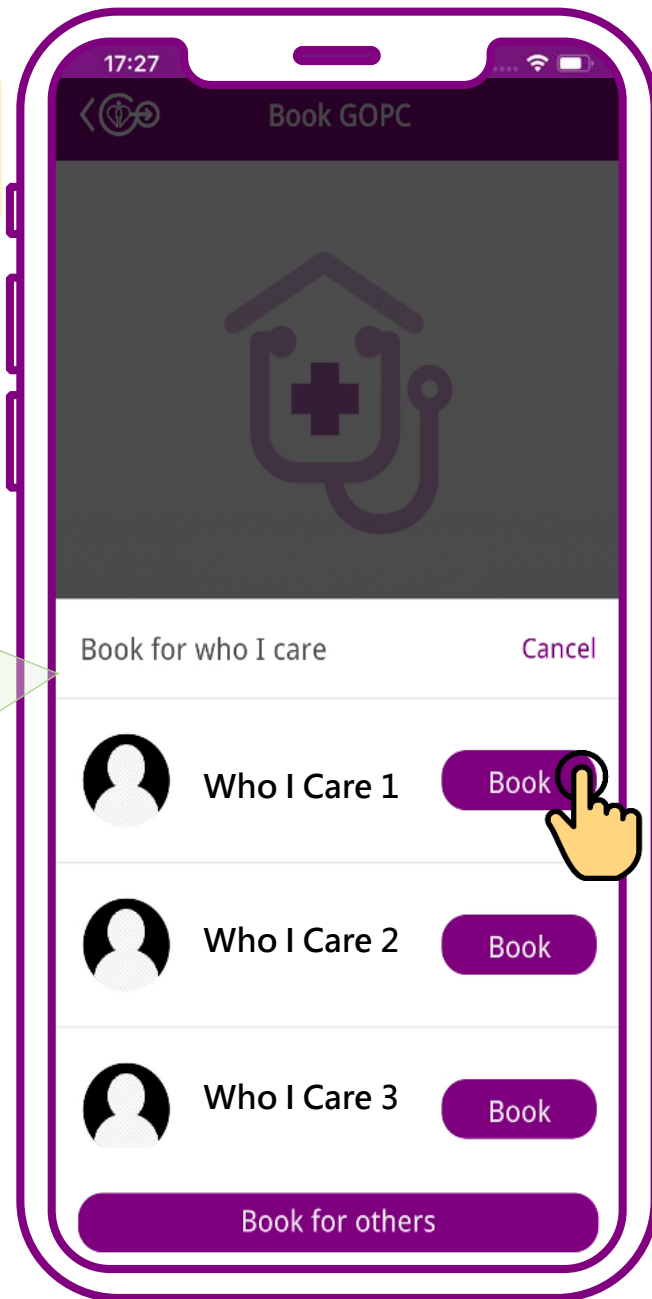 17:27
Book GOPC
Book for who I care Cancel
Who I Care 1 Book
Who I Care 2 Book
Who I Care 3 Book
Book for others